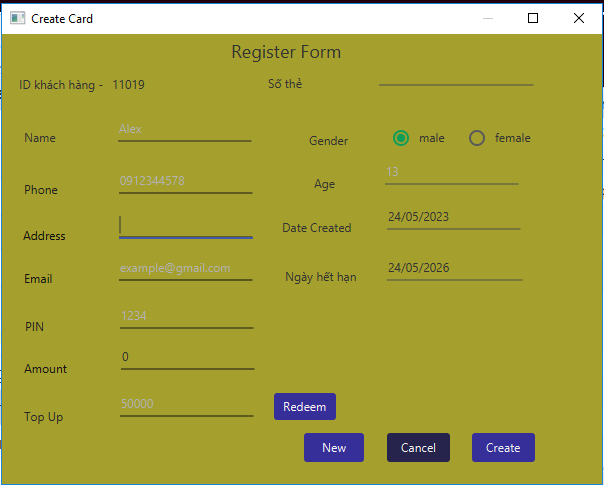 Create Card
Register Form
ID khách hàng - 11019
Số thẻ
Name
Alex
Gender
male
female
Phone
0912344578
Age
13
Address
Date Created
24/05/2023
Email
example@gmail.com
Ngày hết hạn
24/05/2026
PIN
1234
Amount
0
Top Up
50000
Redeem
New
Cancel
Create